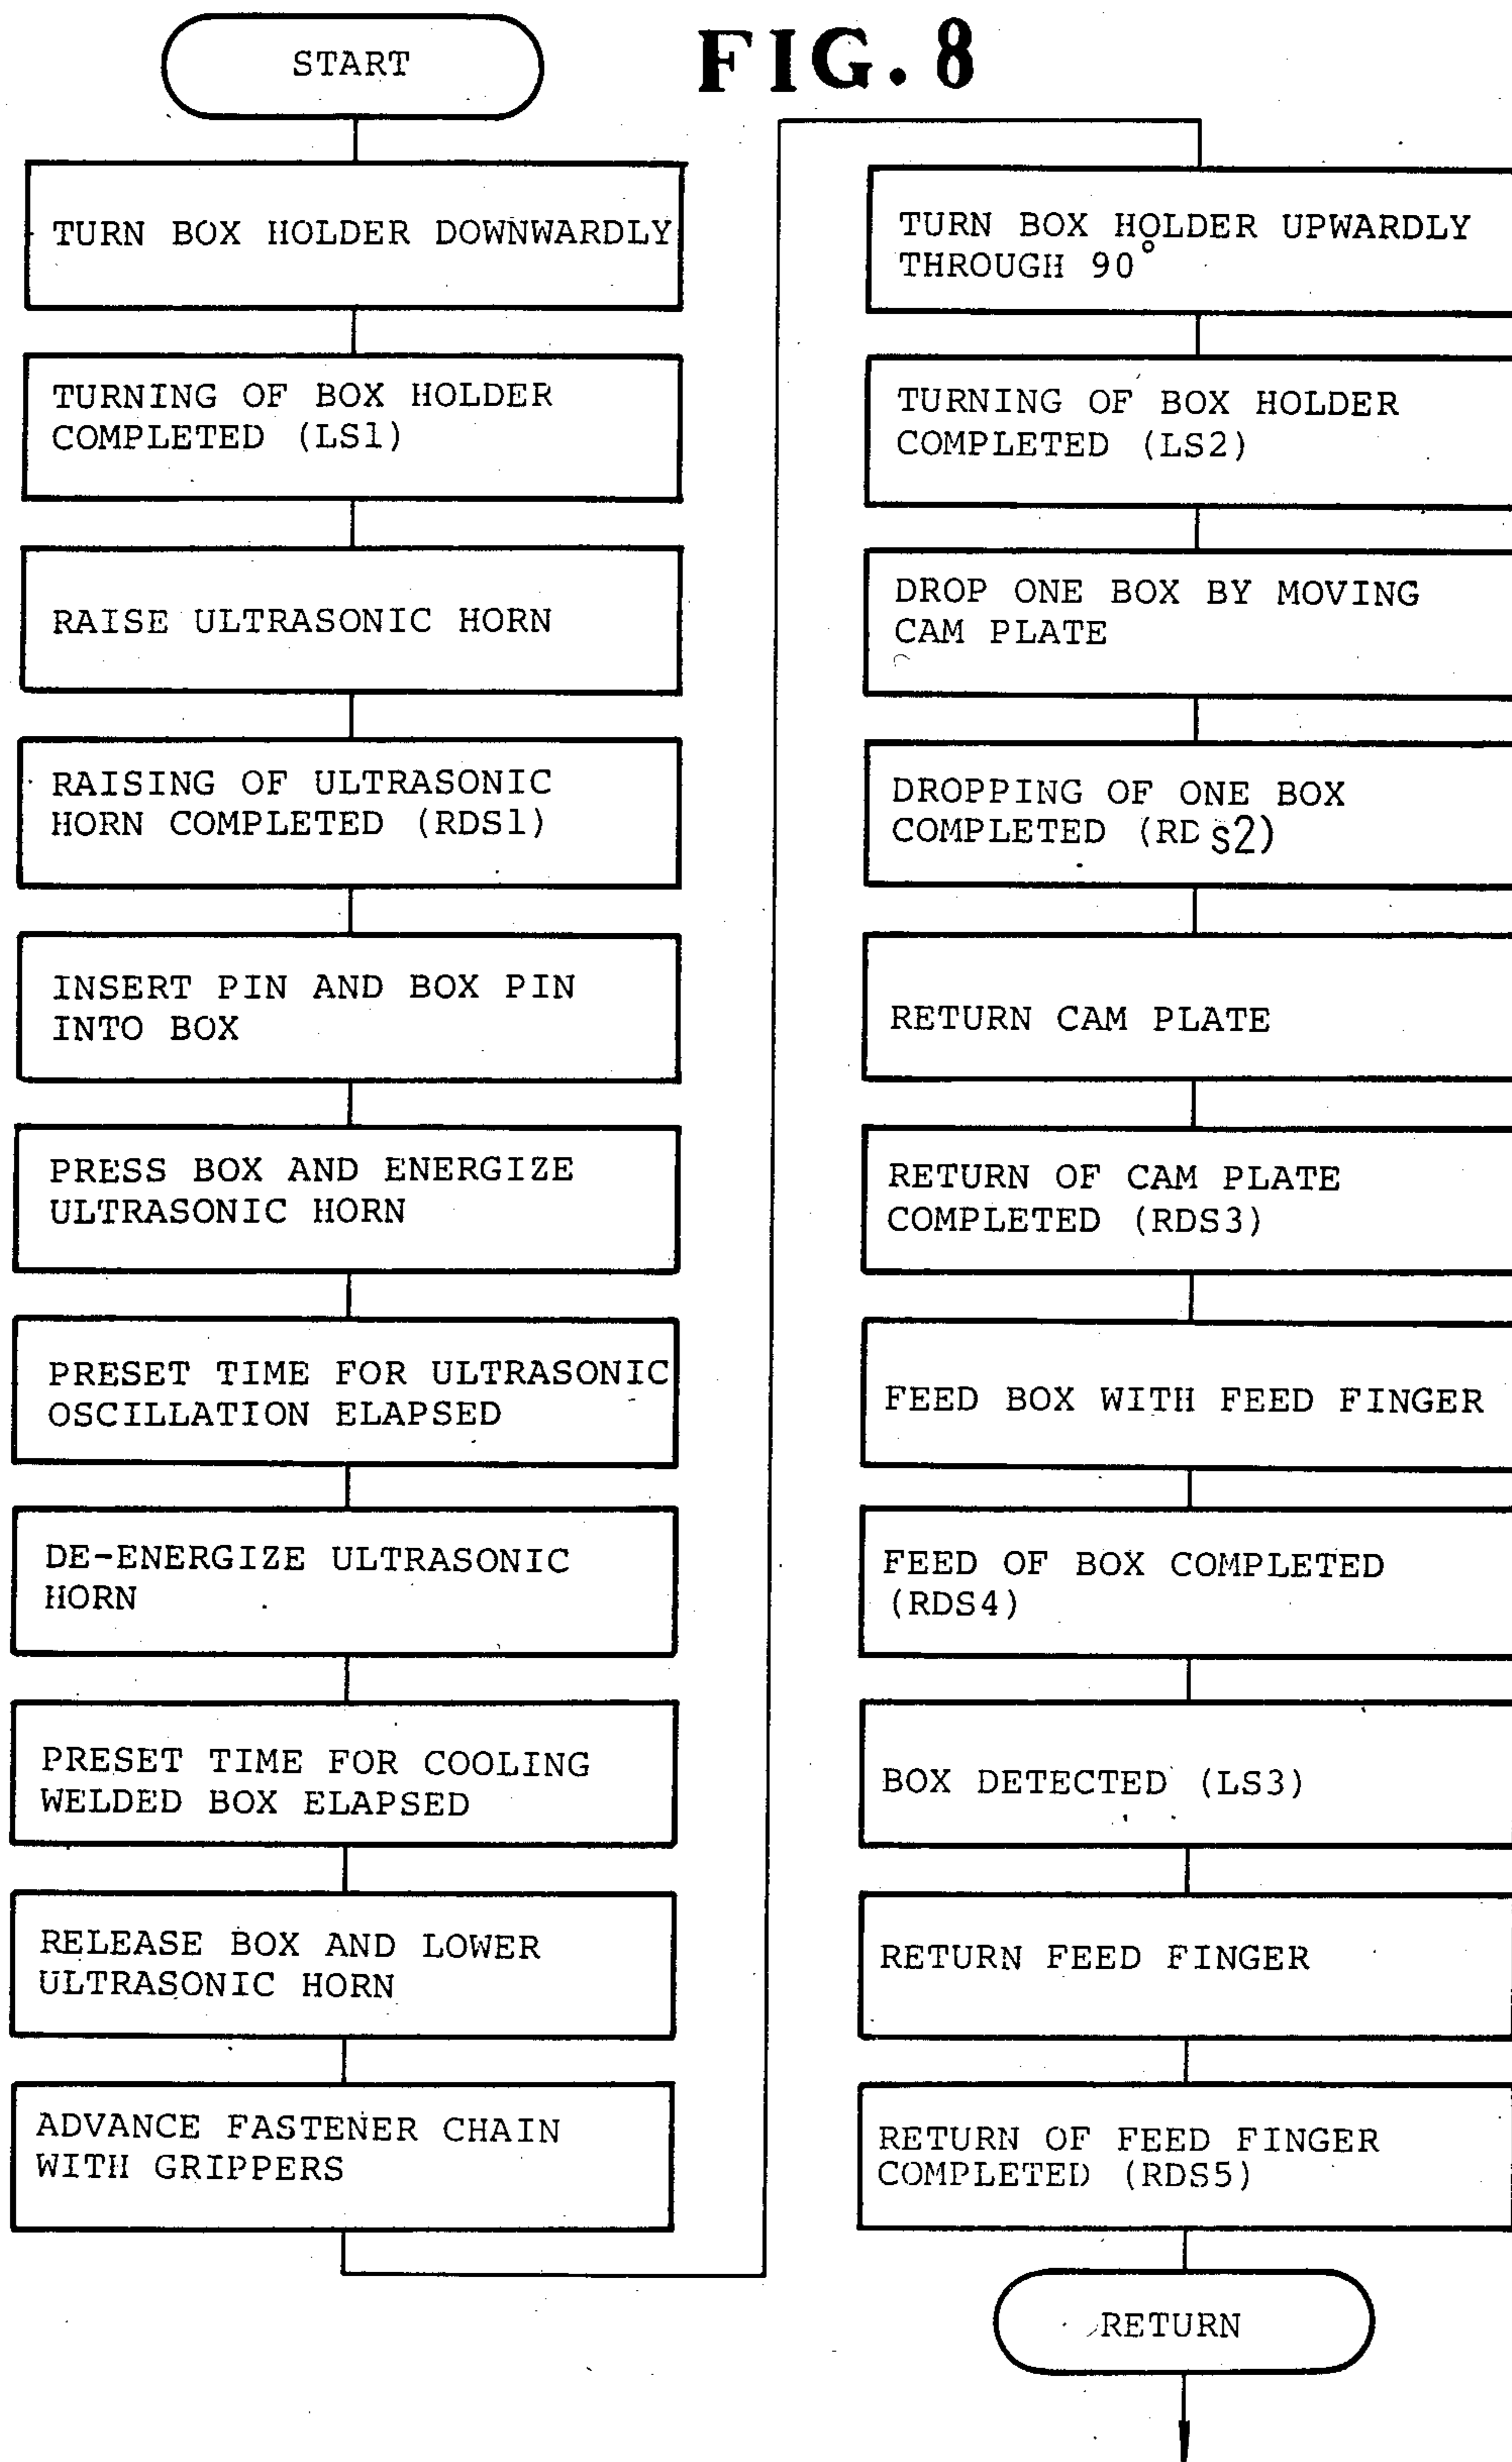 FIG. 8
START
TURN BOX HOLDER DOWNWARDLY
TURNING OF BOX HOLDER
COMPLETED (LS1)
RAISE ULTRASONIC HORN
RAISING OF ULTRASONIC
HORN COMPLETED (RDS1)
INSERT PIN AND BOX PIN
INTO BOX
PRESS BOX AND ENERGIZE
ULTRASONIC HORN
PRESET TIME FOR ULTRASONIC
OSCILLATION ELAPSED
DE-ENERGIZE ULTRASONIC
HORN
PRESET TIME FOR COOLING
WELDED BOX ELAPSED
RELEASE BOX AND LOWER
ULTRASONIC HORN
ADVANCE FASTENER CHAIN
WITH GRIPPERS
TURN BOX HOLDER UPWARDLY
THROUGH 90°
TURNING OF BOX HOLDER
COMPLETED (LS2)
DROP ONE BOX BY MOVING
CAM PLATE
DROPPING OF ONE BOX
COMPLETED (RDS2)
RETURN CAM PLATE
RETURN OF CAM PLATE
COMPLETED (RDS3)
FEED BOX WITH FEED FINGER
FEED OF BOX COMPLETED
(RDS4)
BOX DETECTED (LS3)
RETURN FEED FINGER
RETURN OF FEED FINGER
COMPLETED (RDS5)
RETURN